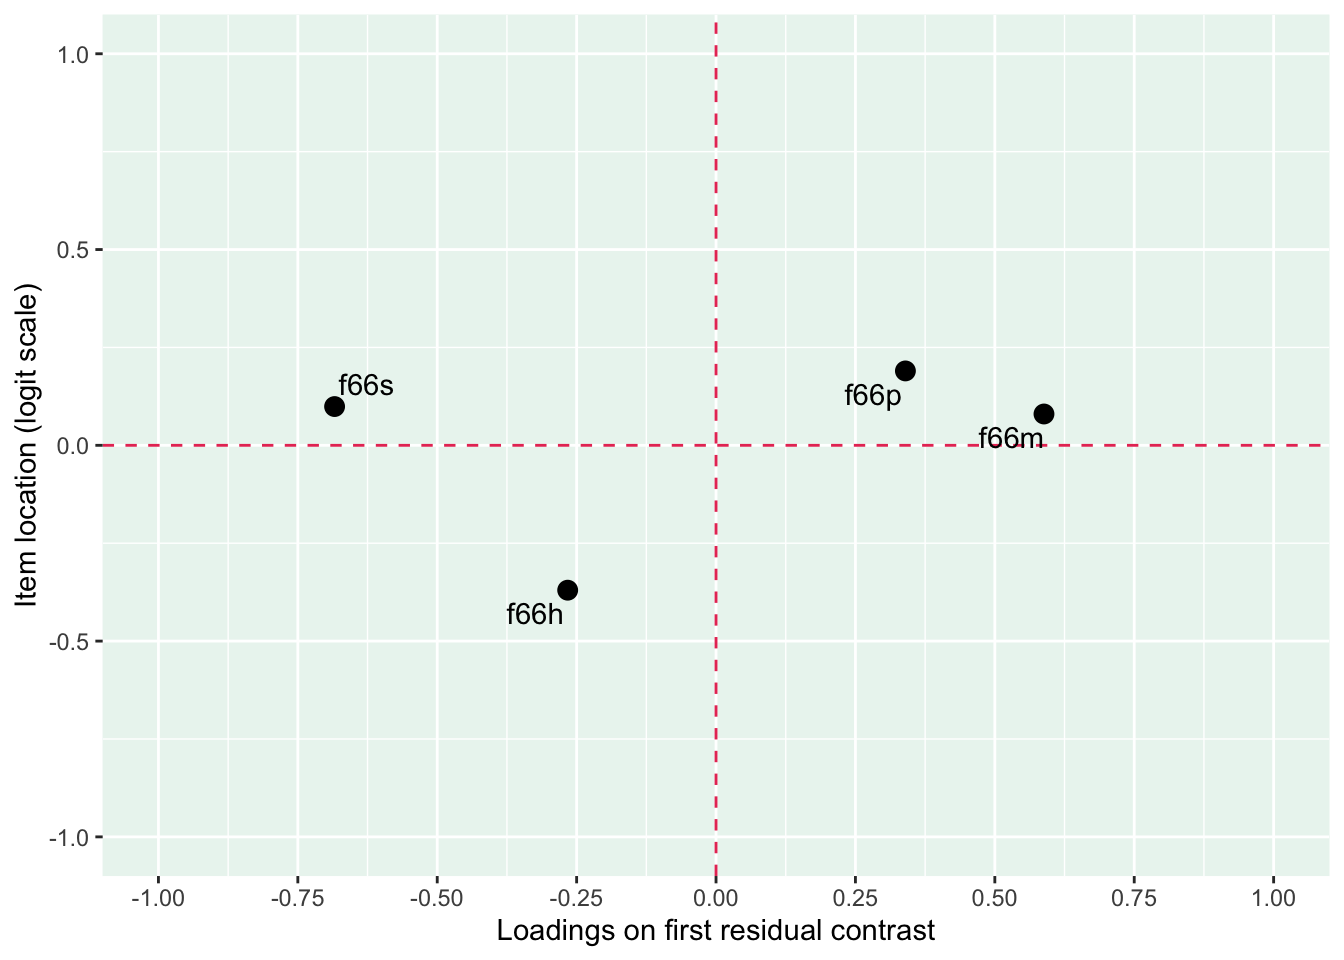 Item location (logit scale)
1.0
0.5
0.0
-0.5
-1.0
f66s
f66p
f66m
f66h
-1.00 -0.75 -0.50 -0.25 0.00 0.25 0.50 0.75 1.00
Loadings on first residual contrast